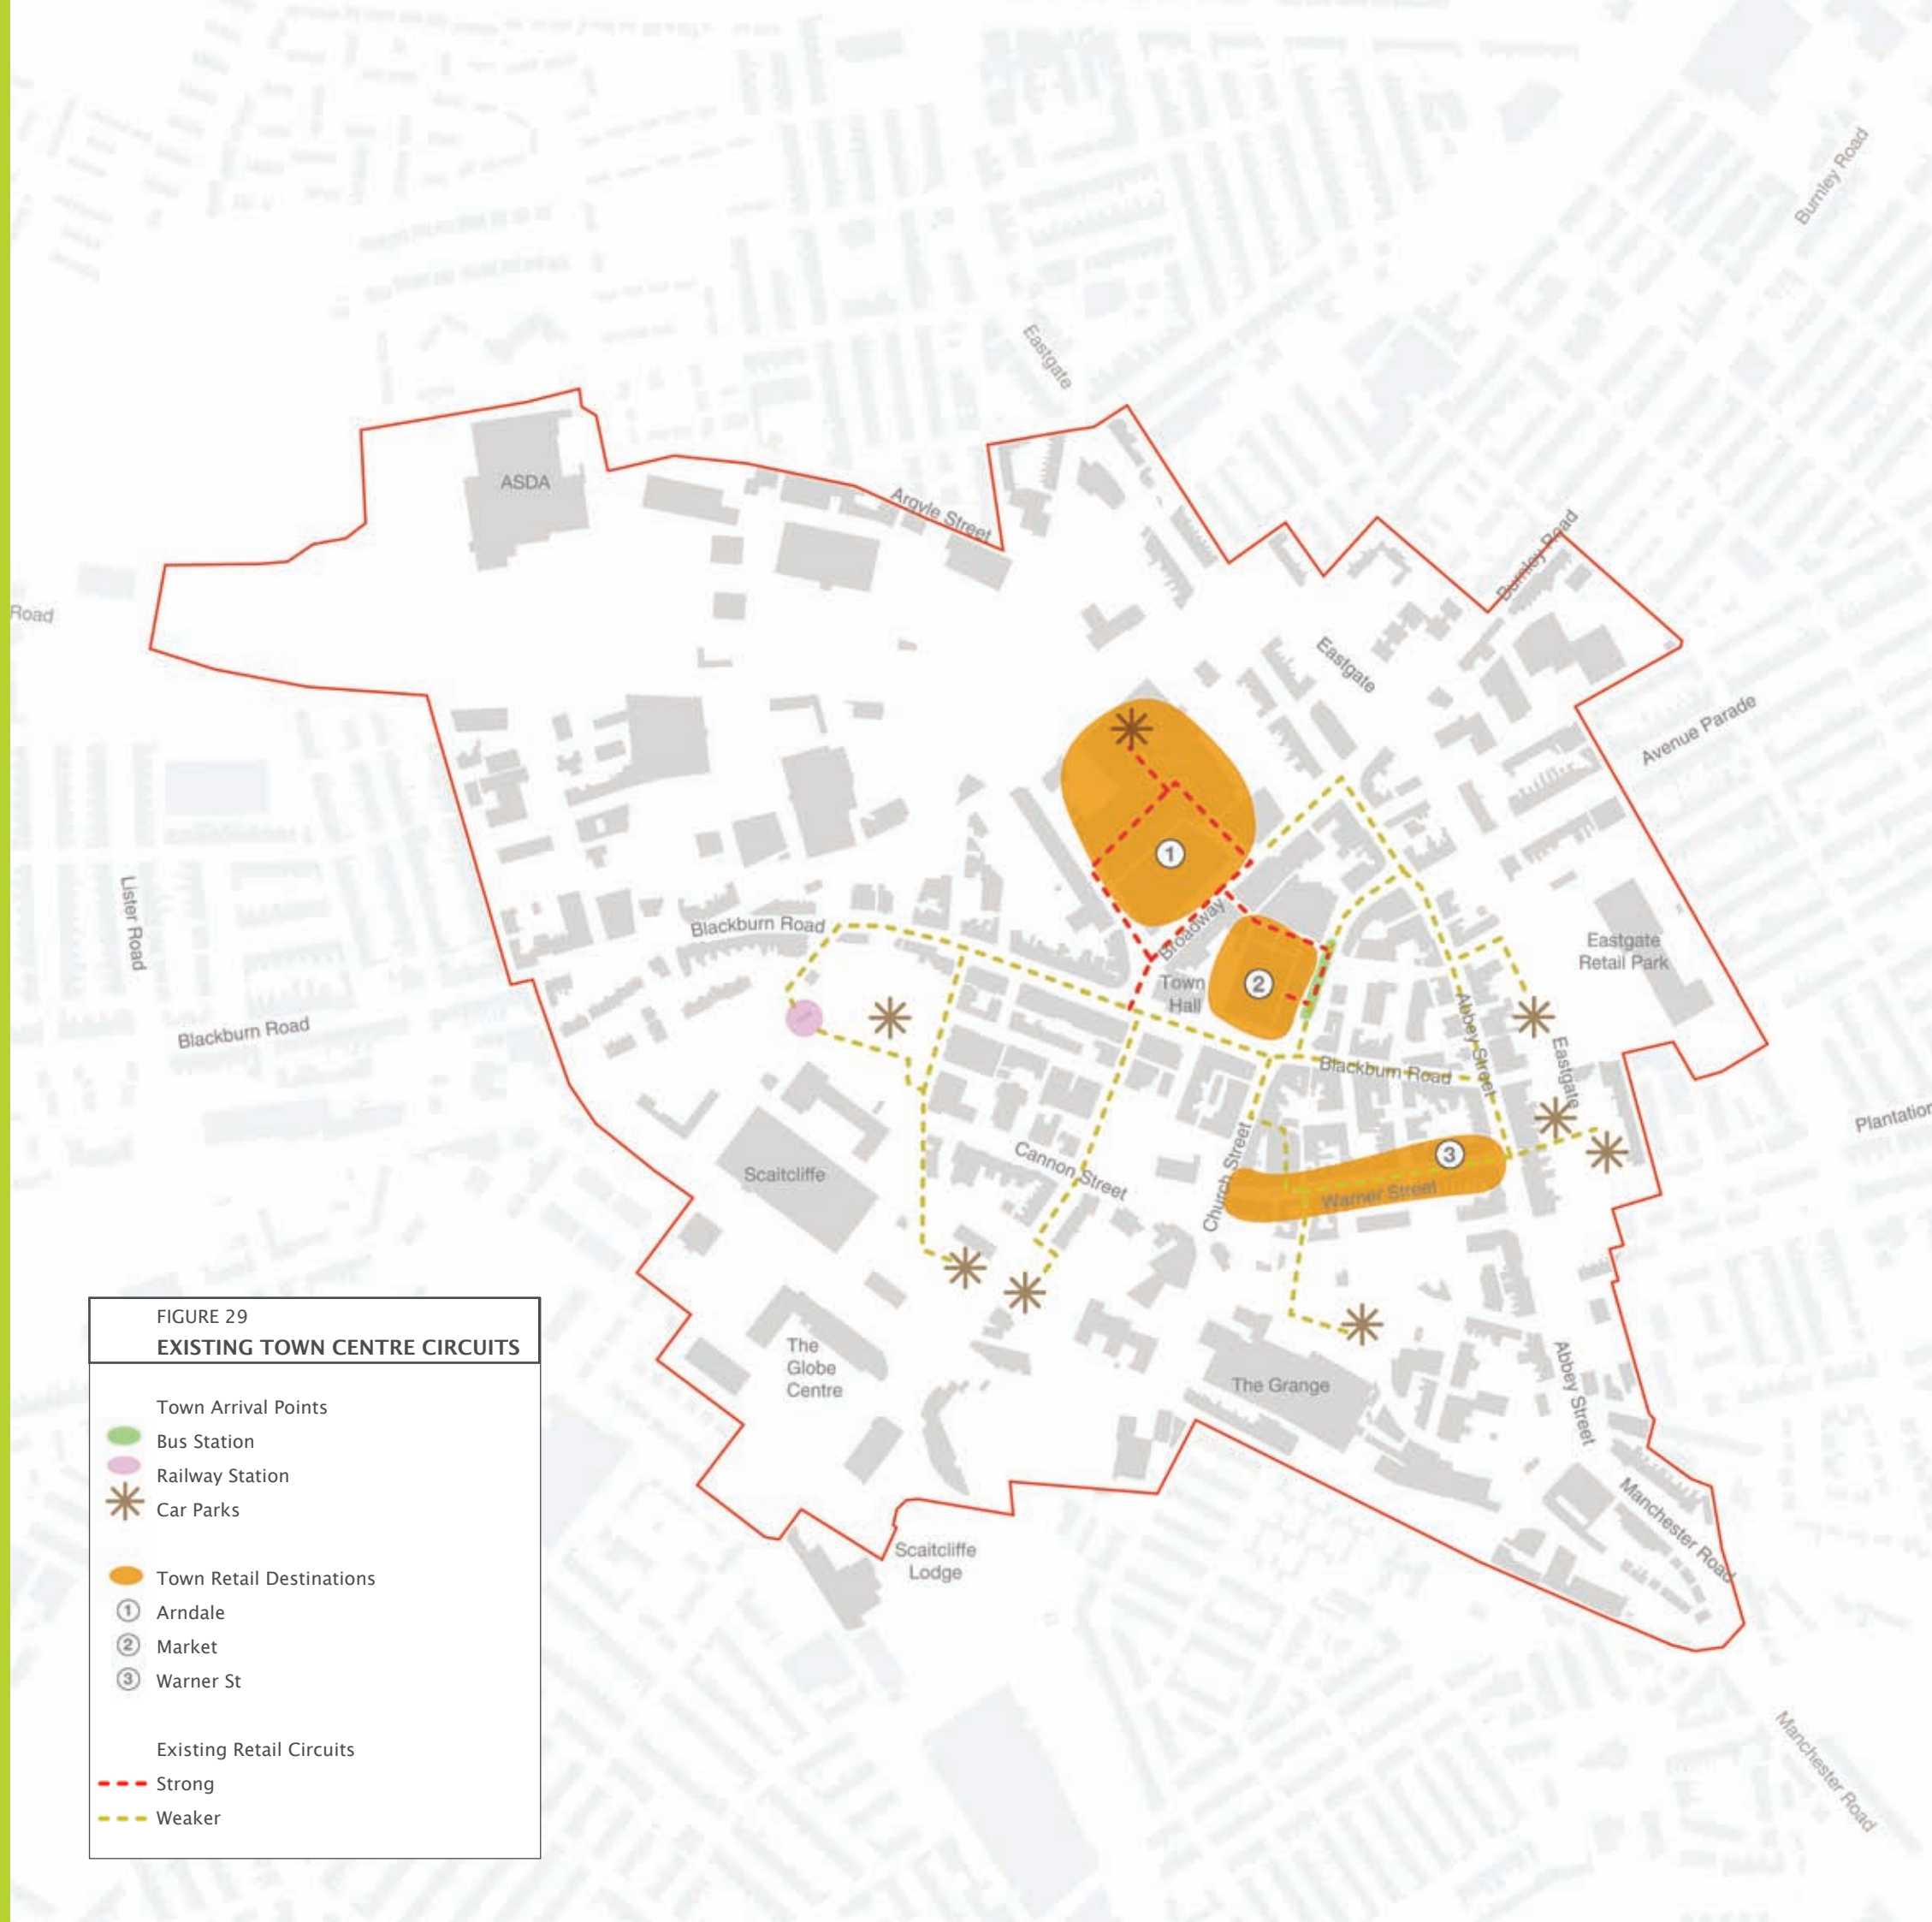 Burnley Road
Eastgate
ASDA
Argyle Street
Burnley Road
Road
Eastgate
Avenue Parade
1
Lister Road
Blackburn Road
Broadway
Eastgate
Retail Park
Town
Hall
2
Blackburn Road
Abbey Street
Eastgate
Blackburn Road
Plantation
Scaitcliffe
Cannon Street
Church Street
3
Warner Street
The
Globe
Centre
The Grange
Abbey Street
Manchester Road
Scaitcliffe
Lodge
Manchester Road
FIGURE 29
EXISTING TOWN CENTRE CIRCUITS
Town Arrival Points
Bus Station
Railway Station
Car Parks
Town Retail Destinations
1 Arndale
2 Market
3 Warner St
Existing Retail Circuits
Strong
Weaker